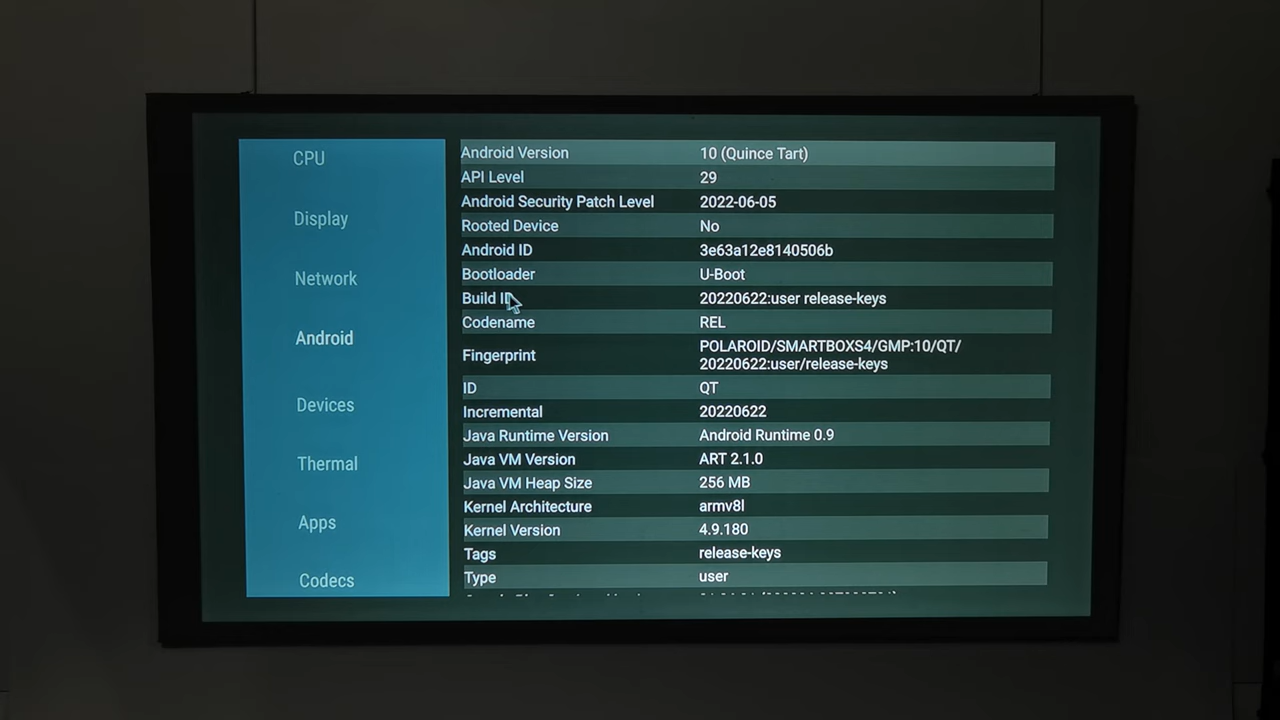 CPU
Display
Network
Android
Devices
Thermal
Apps
Codecs
Android Version 10 (Quince Tart)
API Level 29
Android Security Patch Level 2022-06-05
Rooted Device No
Android ID 3e63a12e8140506b
Bootloader U-Boot
Build ID 20220622:user release-keys
Codename REL
Fingerprint POLAROID/SMARTBOXS4/GMP:10/QT/
20220622:user/release-keys
ID QT
Incremental 20220622
Java Runtime Version Android Runtime 0.9
Java VM Version ART 2.1.0
Java VM Heap Size 256 MB
Kernel Architecture armv8l
Kernel Version 4.9.180
Tags release-keys
Type user